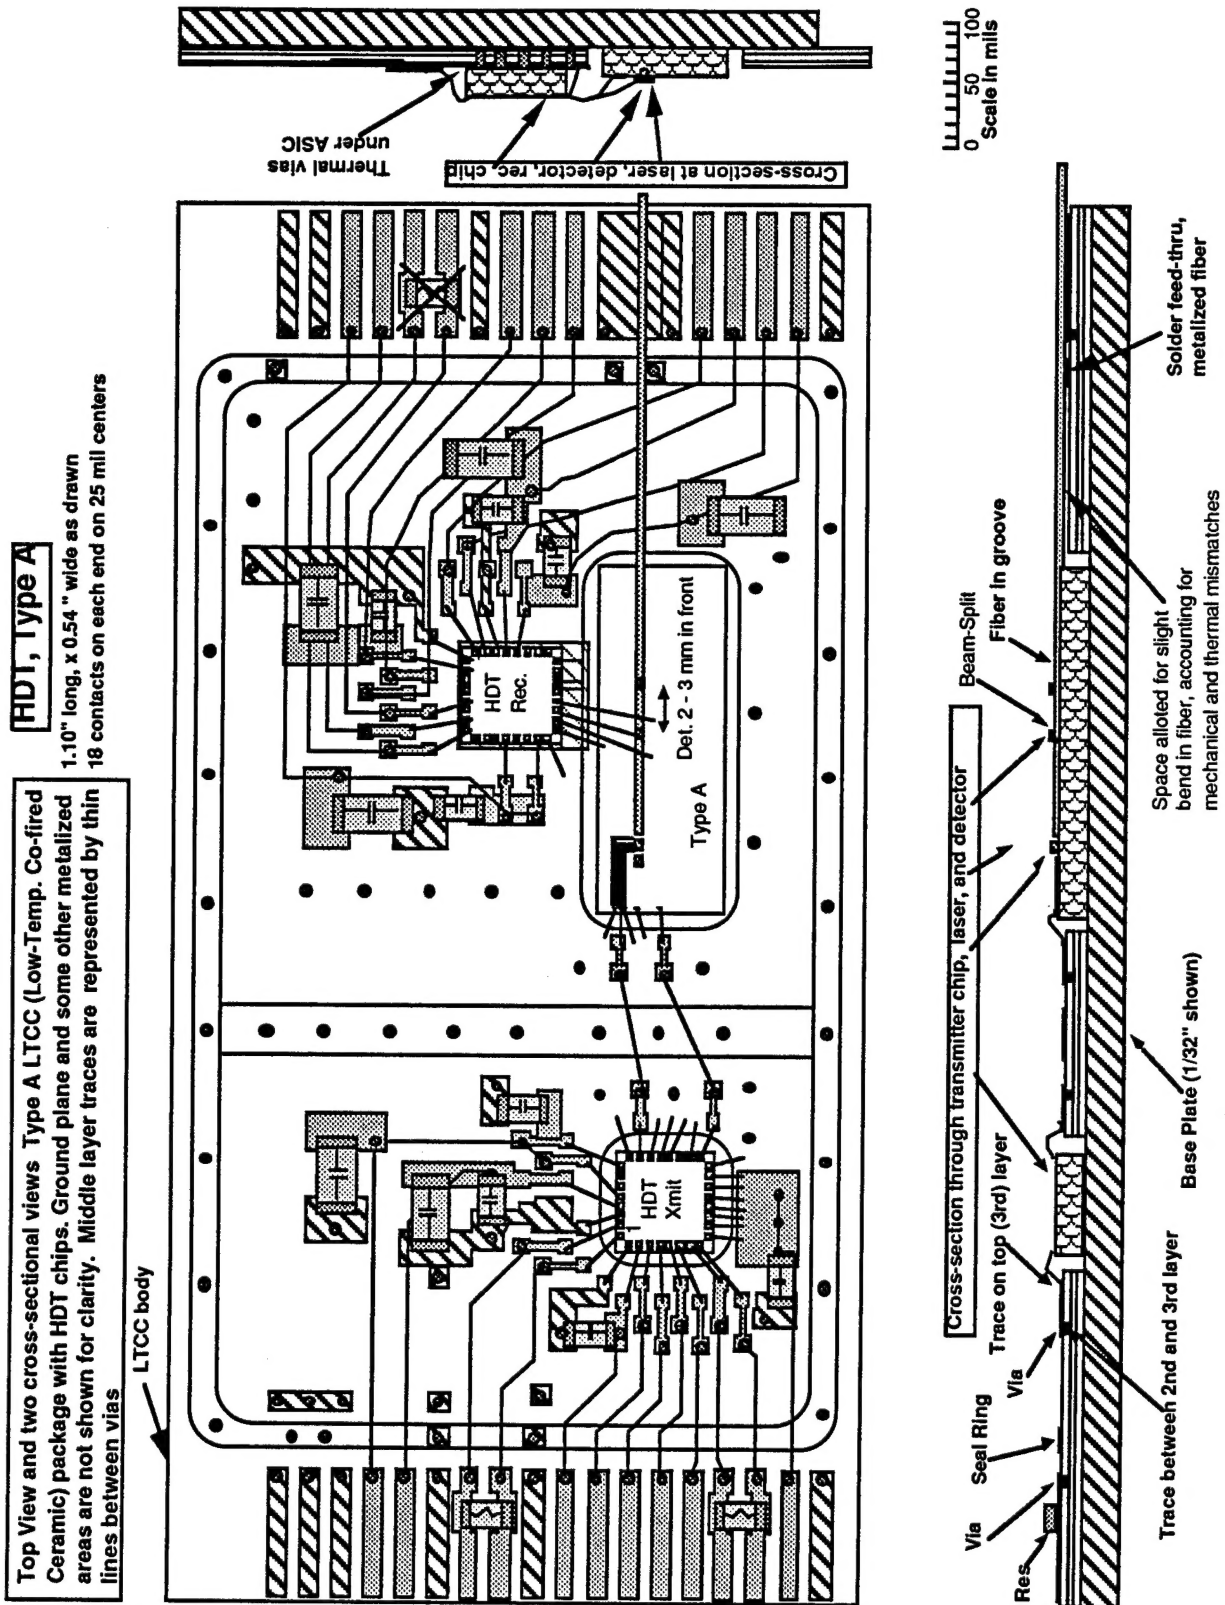 HDT, Type A
1.10" long, x 0.54 " wide as drawn
18 contacts on each end on 25 mil centers
Top View and two cross-sectional views Type A LTCC (Low-Temp. Co-fired
Ceramic) package with HDT chips. Ground plane and some other metalized
areas are not shown for clarity. Middle layer traces are represented by thin
lines between vias
LTCC body
Thermal vias
under ASIC
Cross-section at laser, detector, rec. chip
HDT
Rec.
Det. 2 - 3 mm in front
Type A
1
HDT
Xmit
0 50 100
Scale in mils
Cross-section through transmitter chip, laser, and detector
Res
Via
Seal Ring
Via
Trace on top (3rd) layer
Beam-Split
Fiber in groove
Trace between 2nd and 3rd layer
Base Plate (1/32" shown)
Space alloted for slight
bend in fiber, accounting for
mechanical and thermal mismatches
Solder feed-thru,
metalized fiber